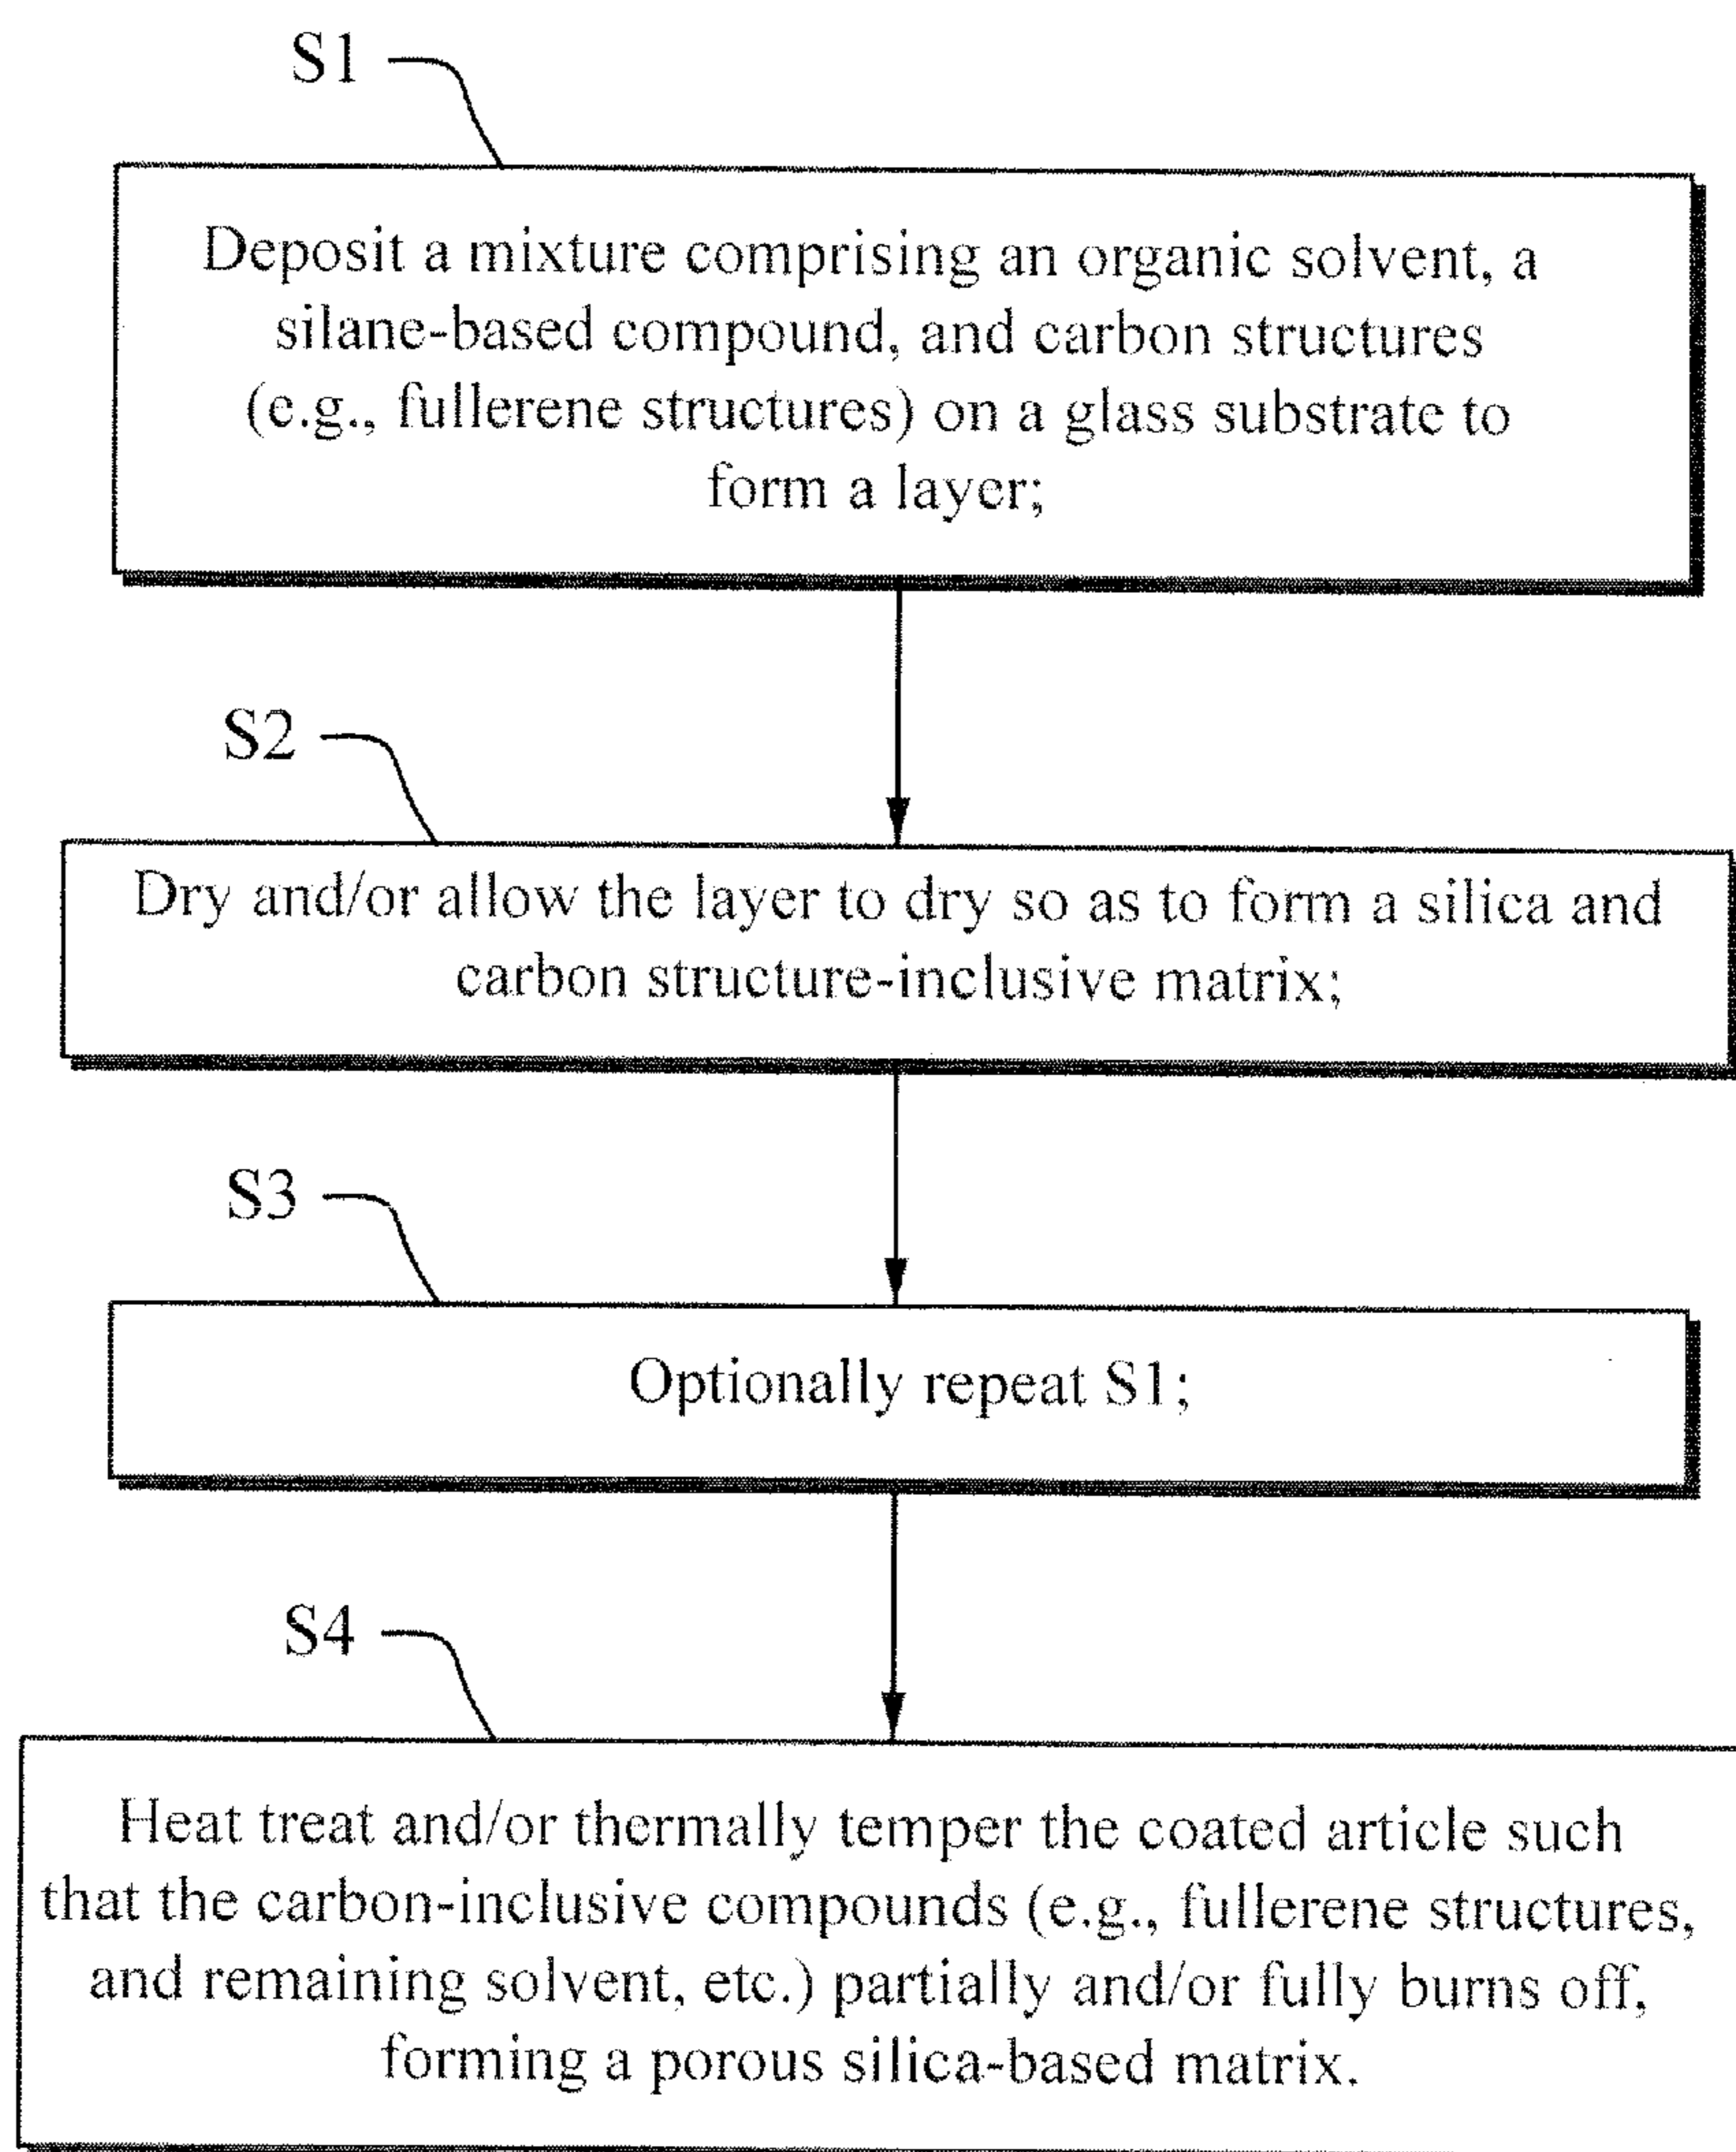 S1
Deposit a mixture comprising an organic solvent, a
silane-based compound, and carbon structures
(e.g., fullerene structures) on a glass substrate to
form a layer;
S2
Dry and/or allow the layer to dry so as to form a silica and
carbon structure-inclusive matrix;
S3
Optionally repeat S1;
S4
Heat treat and/or thermally temper the coated article such
that the carbon-inclusive compounds (e.g., fullerene structures,
and remaining solvent, etc.) partially and/or fully burns off,
forming a porous silica-based matrix.